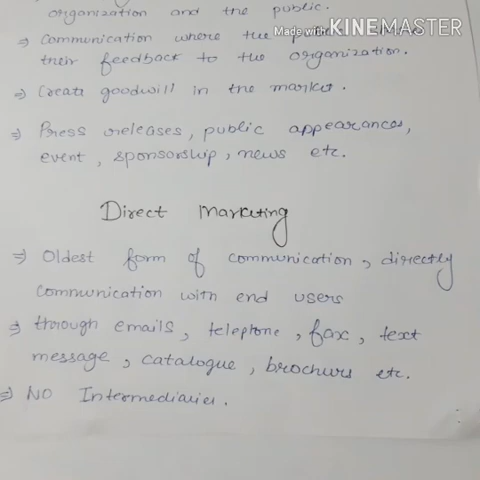 organization and the public.
Made with KINEMASTER
⇒ Communication where the
their feedback to the organization.
⇒ Create goodwill in the market.
⇒ Press releases, public appearances,
event, sponsorship, news etc.
Direct Marketing
⇒ Oldest form of communication, directly
communication with end users
⇒ through emails, telephone, fax, text
message, catalogue, brochurs etc.
⇒ NO Intermediaries.